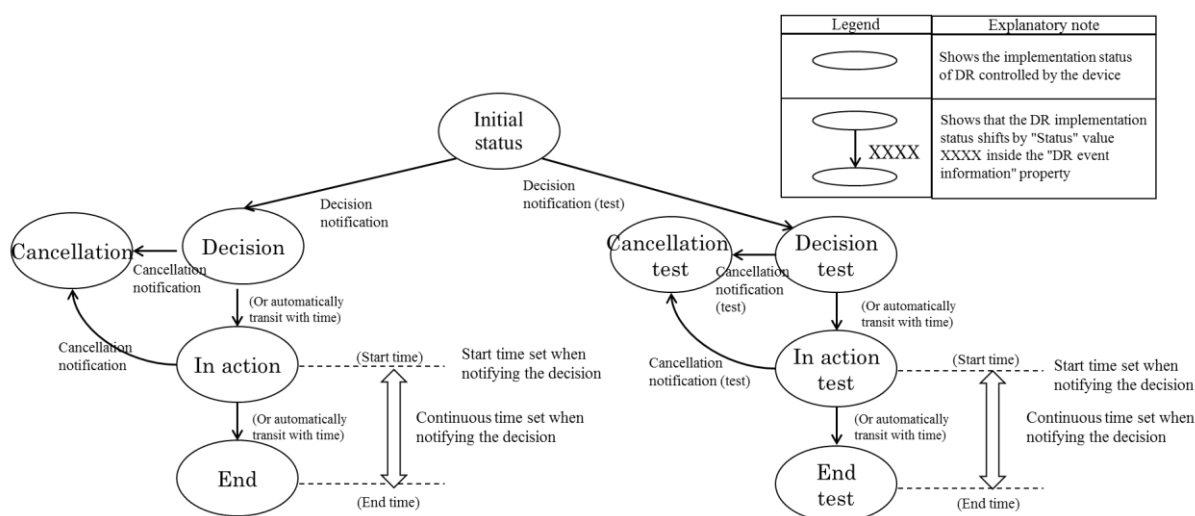 Legend
Explanatory note
Shows the implementation status
of DR controlled by the device
XXXX
Shows that the DR implementation
status shifts by "Status" value
XXXX inside the "DR event
information" property
Initial
status
Decision
notification
Decision
notification (test)
Cancellation
Decision
Cancellation
notification
(Or automatically
transit with time)
Cancellation
notification
In action
(Start time)
Start time set when
notifying the decision
Continuous time set when
notifying the decision
(Or automatically
transit with time)
End
(End time)
Cancellation
test
Decision
test
Cancellation
notification
(test)
(Or automatically
transit with time)
Cancellation
notification (test)
In action
test
(Start time)
Start time set when
notifying the decision
Continuous time set when
notifying the decision
(Or automatically
transit with time)
End
test
(End time)